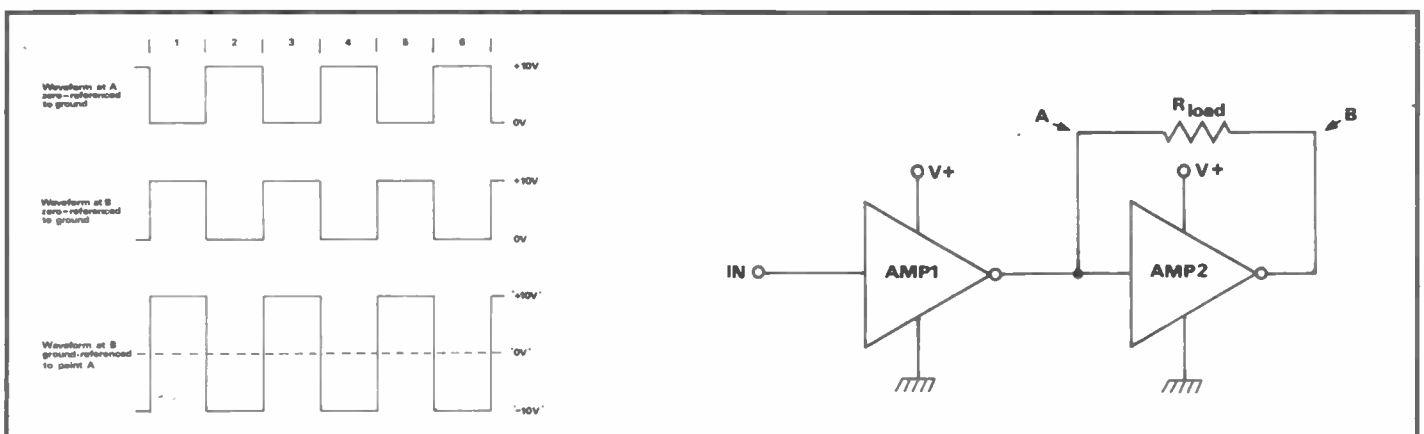 1 2 3 4 5 6
Waveform at A
zero-referenced
to ground
+10V
0V
Waveform at B
zero-referenced
to ground
+10V
0V
Waveform at B
ground-referenced
to point A
'+10V'
'0V'
'-10V'
A
Rload
B
V+
V+
IN
AMP1
AMP2